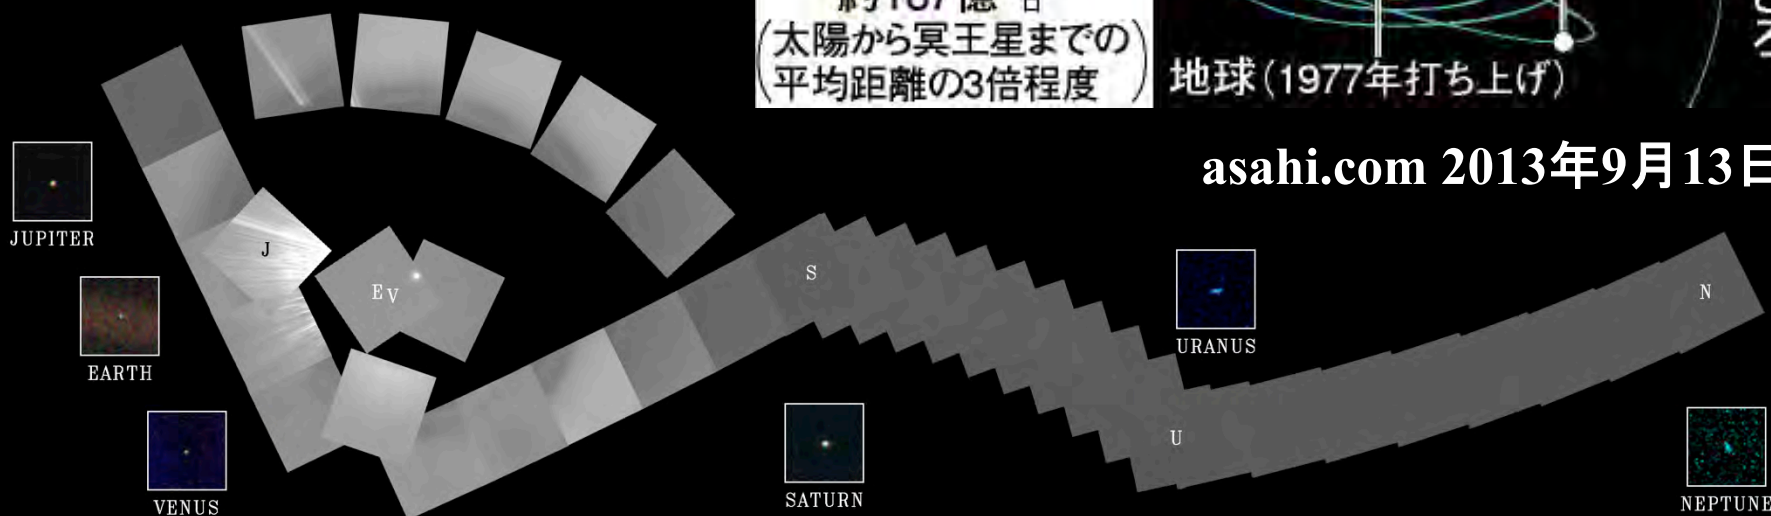 (太陽から冥王星までの
平均距離の3倍程度)
地球(1977年打ち上げ)
asahi.com 2013年9月13日
JUPITER
J
EARTH
E V
VENUS
S
SATURN
URANUS
U
N
NEPTUNE